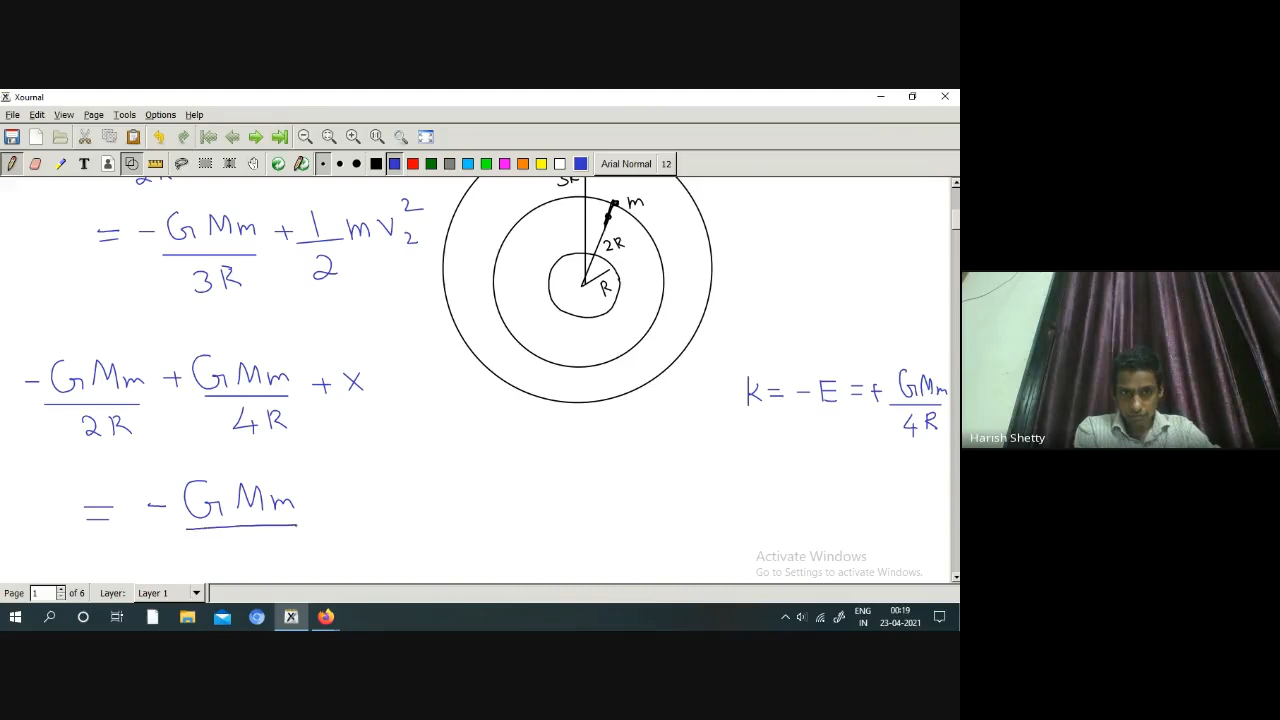 Xournal
File Edit View Page Tools Options Help
T Arial Normal 12
2R
3R
= - GMm/3R + 1/2 m v₂²
m
2R
R
- GMm/2R + GMm/4R + x
K = - E = + GMm/4R
Harish Shetty
= - GMm
Activate Windows
Go to Settings to activate Windows.
Page 1 of 6 Layer: Layer 1
ENG 00:19
IN 23-04-2021